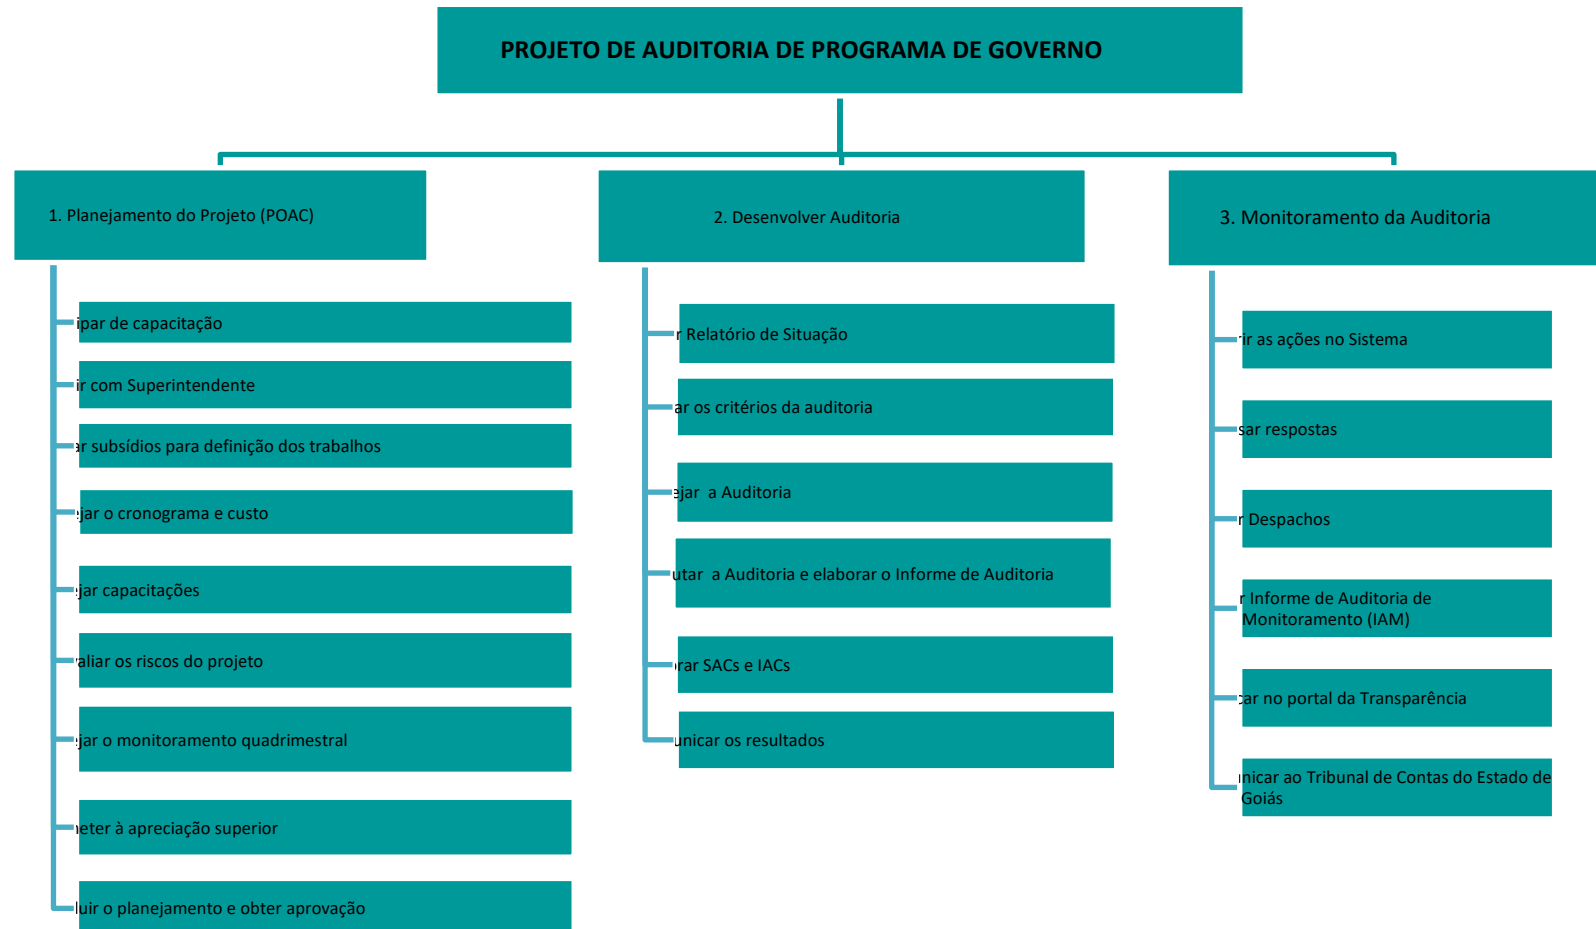 PROJETO DE AUDITORIA DE PROGRAMA DE GOVERNO
1. Planejamento do Projeto (POAC)
ipar de capacitação
ir com Superintendente
ar subsídios para definição dos trabalhos
ejar o cronograma e custo
ejar capacitações
aliar os riscos do projeto
ejar o monitoramento quadrimestral
eter à apreciação superior
luir o planejamento e obter aprovação
2. Desenvolver Auditoria
r Relatório de Situação
ar os critérios da auditoria
ejar a Auditoria
utar a Auditoria e elaborar o Informe de Auditoria
rar SACs e IACs
unicar os resultados
3. Monitoramento da Auditoria
rir as ações no Sistema
sar respostas
r Despachos
r Informe de Auditoria de
Monitoramento (IAM)
car no portal da Transparência
nicar ao Tribunal de Contas do Estado de
Goiás